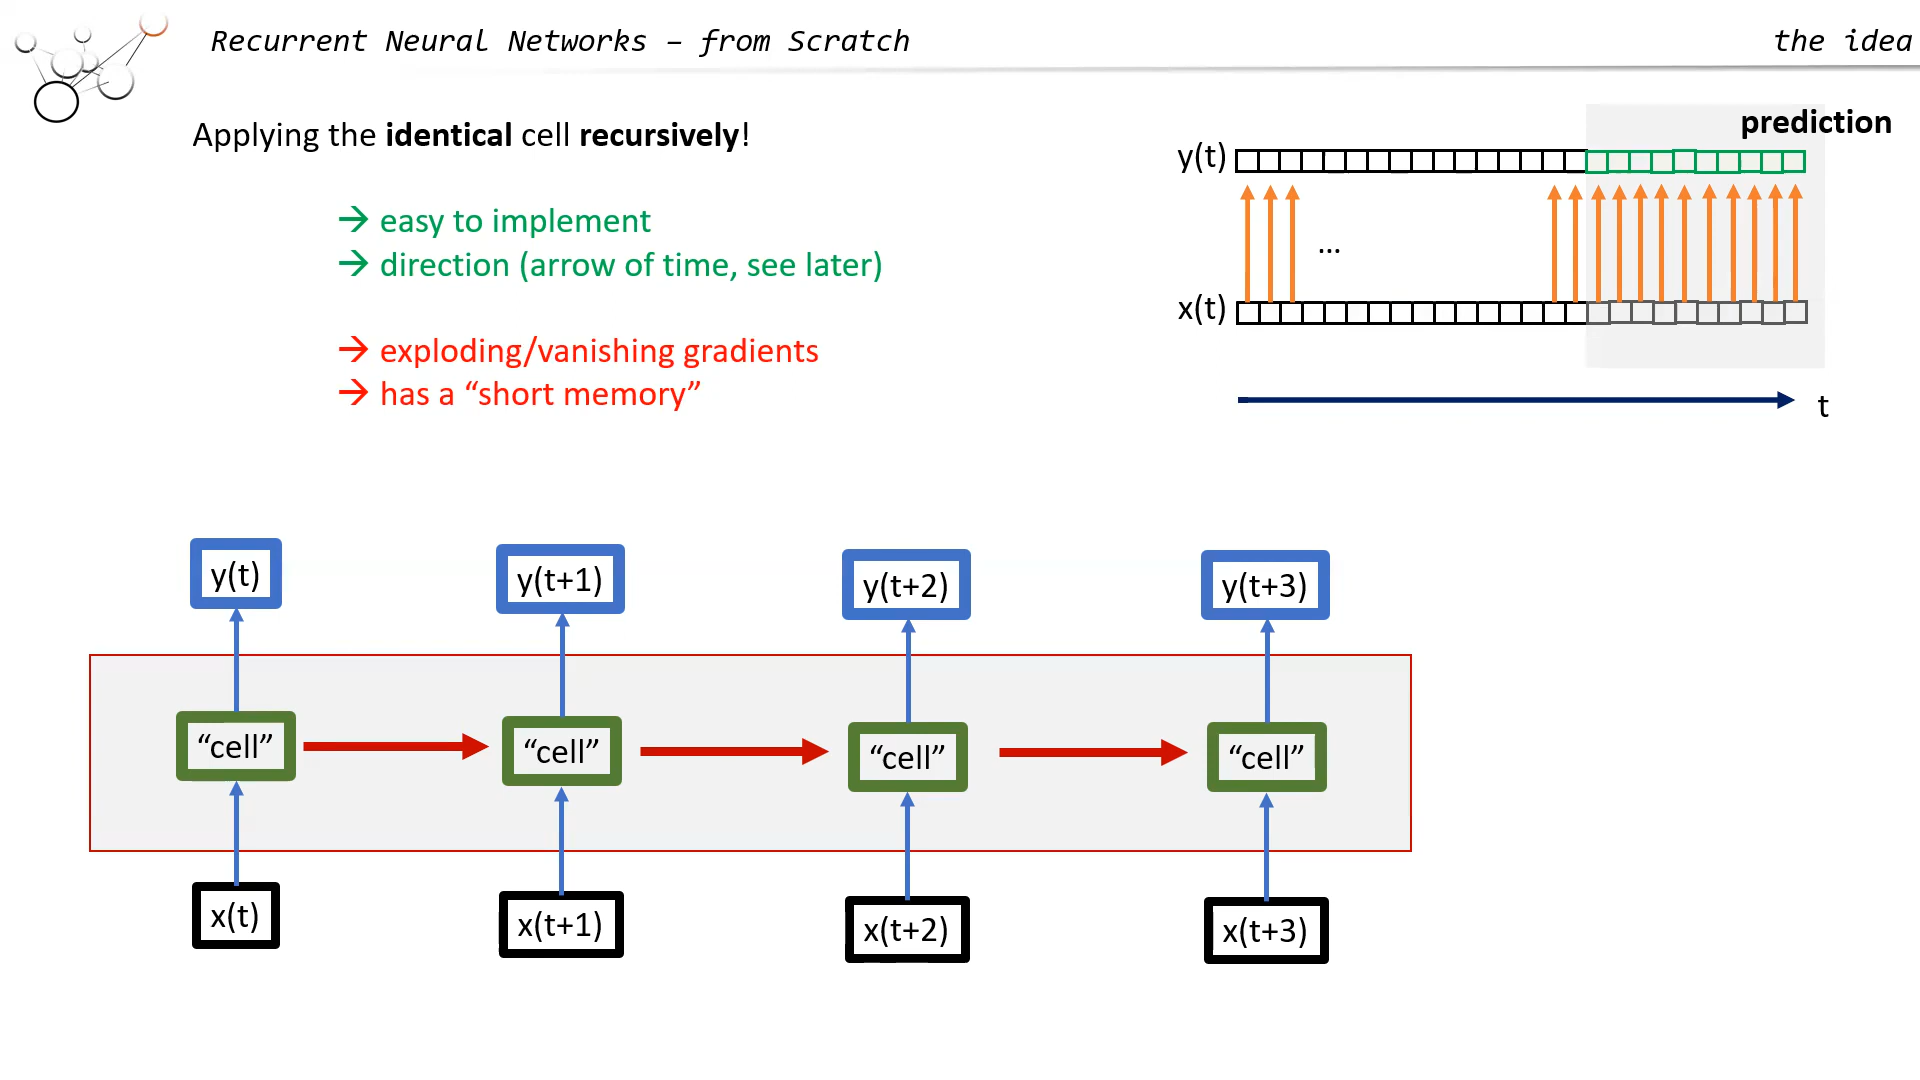 Recurrent Neural Networks – from Scratch
the idea
Applying the identical cell recursively!
→ easy to implement
→ direction (arrow of time, see later)
→ exploding/vanishing gradients
→ has a “short memory”
prediction
y(t)
...
x(t)
t
y(t) y(t+1) y(t+2) y(t+3)
“cell” “cell” “cell” “cell”
x(t) x(t+1) x(t+2) x(t+3)